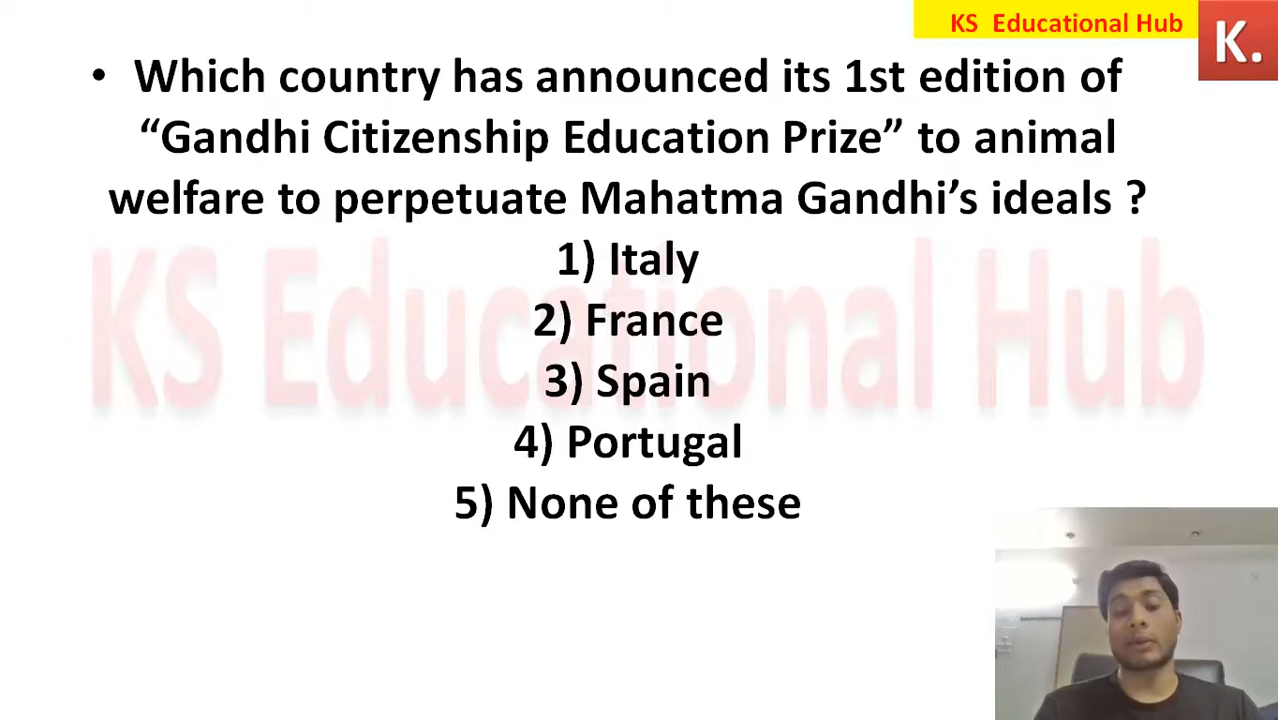 KS Educational Hub
K.
• Which country has announced its 1st edition of
“Gandhi Citizenship Education Prize” to animal
welfare to perpetuate Mahatma Gandhi’s ideals ?
1) Italy
2) France
3) Spain
4) Portugal
5) None of these
KS Educational Hub